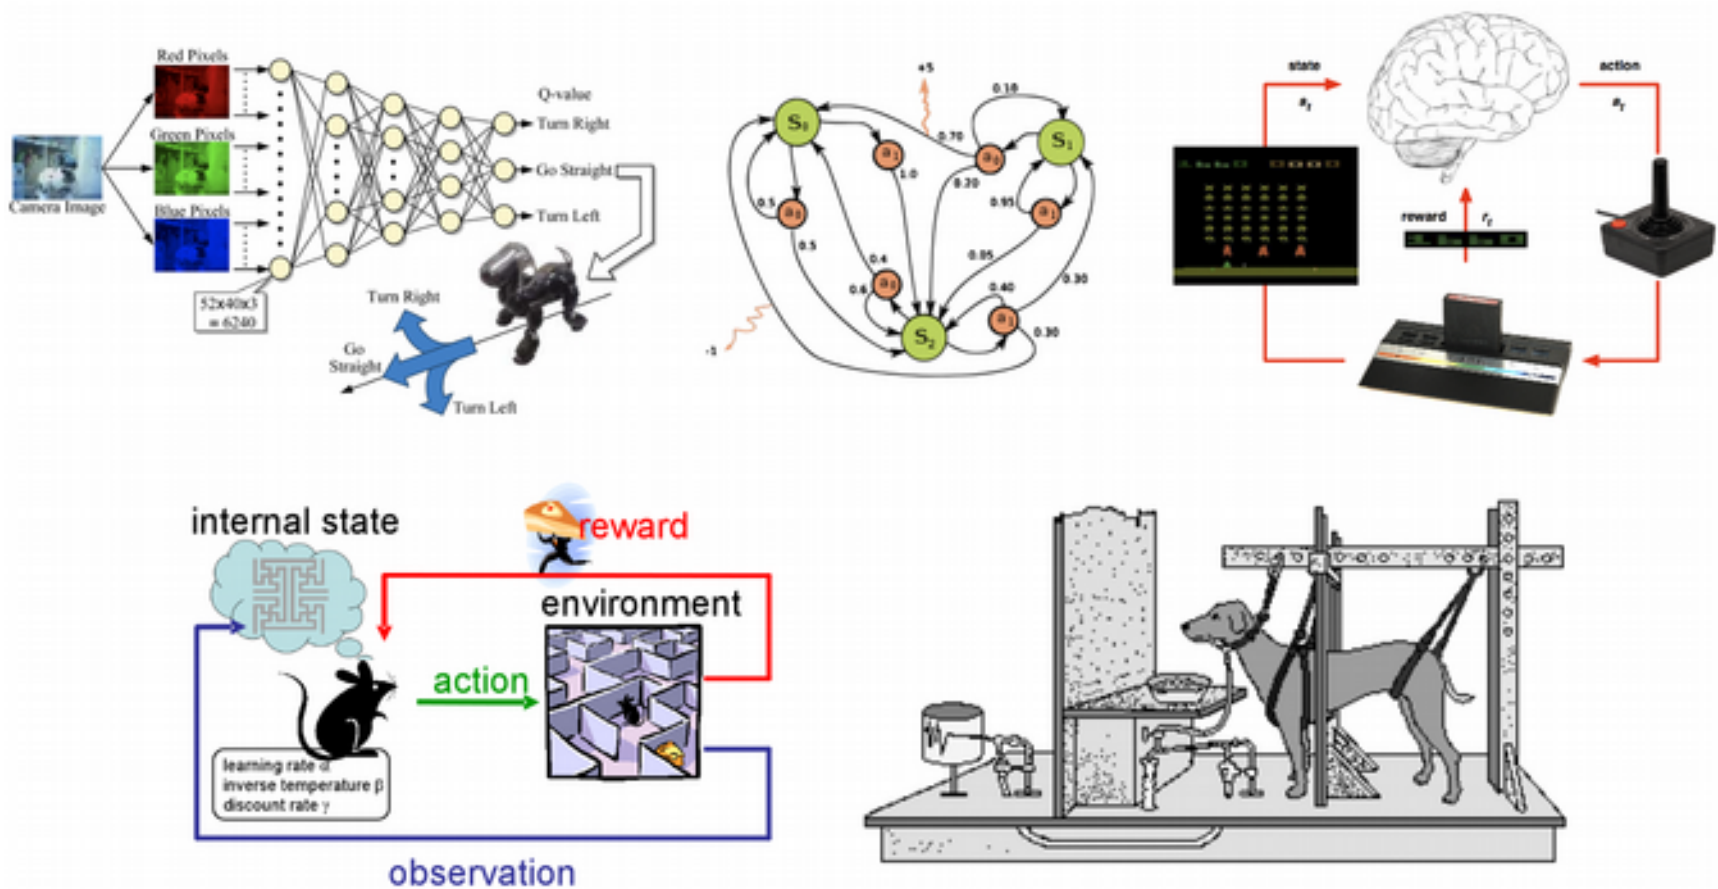 Red Pixels
Green Pixels
Blue Pixels
Camera Image
52x40x3
= 6240
Q-value
Turn Right
Go Straight
Turn Left
Turn Right
Go
Straight
Turn Left
+5
-1
S₀
S₁
S₂
a₁
a₀
a₀
a₁
a₀
a₁
0.10
0.70
1.0
0.20
0.95
0.5
0.5
0.05
0.4
0.6
0.40
0.30
0.30
state
action
reward
internal state
reward
environment
action
learning rate α
inverse temperature β
discount rate γ
observation